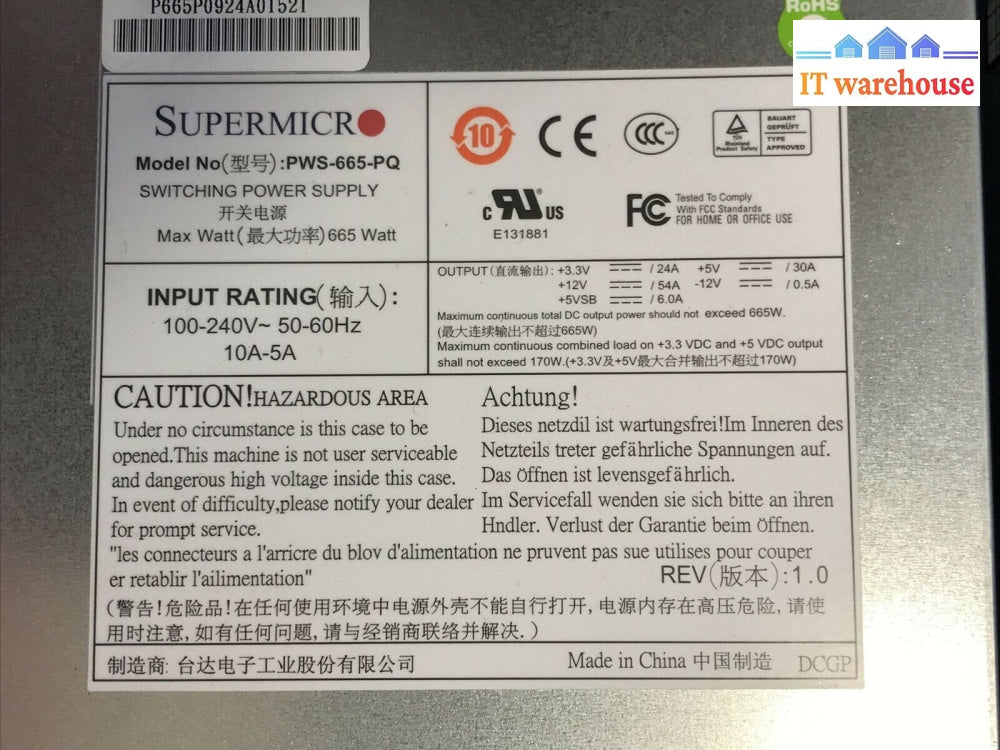 P665P0924A01521
RoHS
IT warehouse
SUPERMICRO
Model No(型号):PWS-665-PQ
SWITCHING POWER SUPPLY
开关电源
Max Watt(最大功率)665 Watt
10
CE
CCC
TÜV
Rheinland
Product Safety
BAUART
GEPRÜFT
TYPE
APPROVED
c RU US
E131881
FC Tested To Comply
With FCC Standards
FOR HOME OR OFFICE USE
INPUT RATING(输入):
100-240V~ 50-60Hz
10A-5A
OUTPUT(直流输出): +3.3V / 24A +5V / 30A
+12V / 54A -12V / 0.5A
+5VSB / 6.0A
Maximum continuous total DC output power should not exceed 665W.
(最大连续输出不超过665W)
Maximum continuous combined load on +3.3 VDC and +5 VDC output
shall not exceed 170W.(+3.3V及+5V最大合并输出不超过170W)
CAUTION!HAZARDOUS AREA
Under no circumstance is this case to be
opened.This machine is not user serviceable
and dangerous high voltage inside this case.
In event of difficulty,please notify your dealer
for prompt service.
Achtung!
Dieses netzdil ist wartungsfrei!Im Inneren des
Netzteils treter gefährliche Spannungen auf.
Das öffnen ist levensgefährlich.
Im Servicefall wenden sie sich bitte an ihren
Hndler. Verlust der Garantie beim öffnen.
"les connecteurs a l'arricre du blov d'alimentation ne pruvent pas sue utilises pour couper
er retablir l'ailimentation"
REV(版本):1.0
(警告!危险品!在任何使用环境中电源外壳不能自行打开, 电源内存在高压危险, 请使
用时注意, 如有任何问题, 请与经销商联络并解决.)
制造商: 台达电子工业股份有限公司
Made in China 中国制造 DCGP